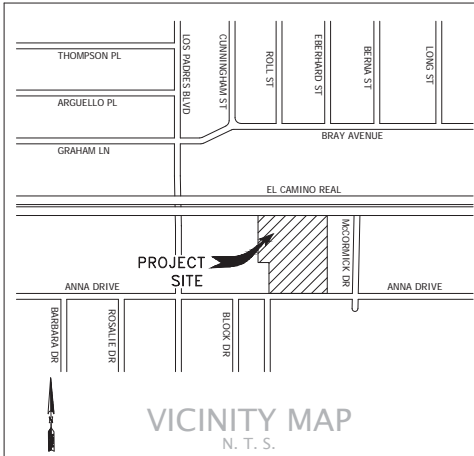 THOMPSON PL
ARGUELLO PL
GRAHAM LN
LOS PADRES BLVD
CUNNINGHAM ST
ROLL ST
EBERHARD ST
BERNA ST
LONG ST
BRAY AVENUE
EL CAMINO REAL
PROJECT
SITE
McCORMICK DR
ANNA DRIVE
ANNA DRIVE
BARBARA DR
ROSALIE DR
BLOCK DR
N
VICINITY MAP
N. T. S.